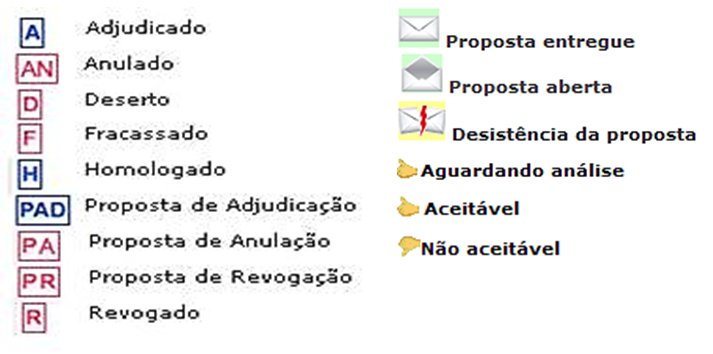 A Adjudicado
AN Anulado
D Deserto
F Fracassado
H Homologado
PAD Proposta de Adjudicação
PA Proposta de Anulação
PR Proposta de Revogação
R Revogado
Proposta entregue
Proposta aberta
Desistência da proposta
Aguardando análise
Aceitável
Não aceitável